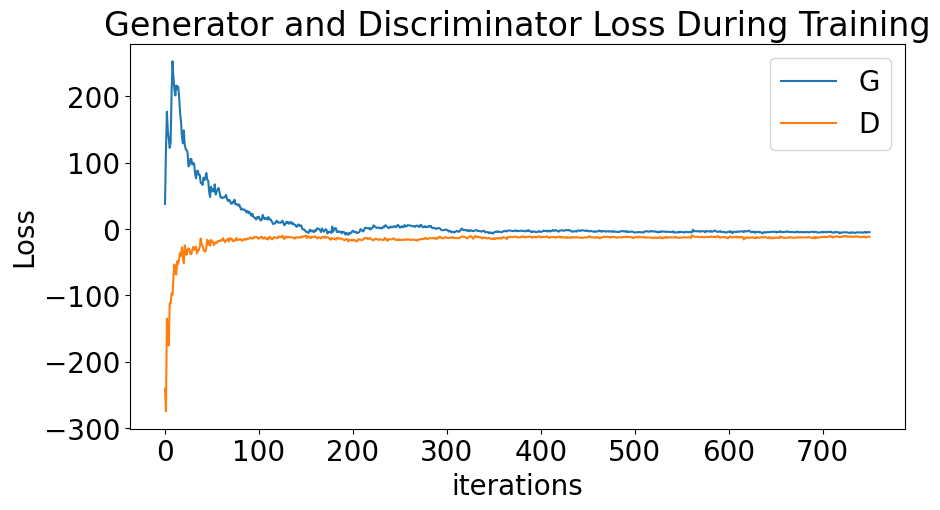 Generator and Discriminator Loss During Training
G
D
200
100
0
−100
−200
−300
Loss
0 100 200 300 400 500 600 700
iterations